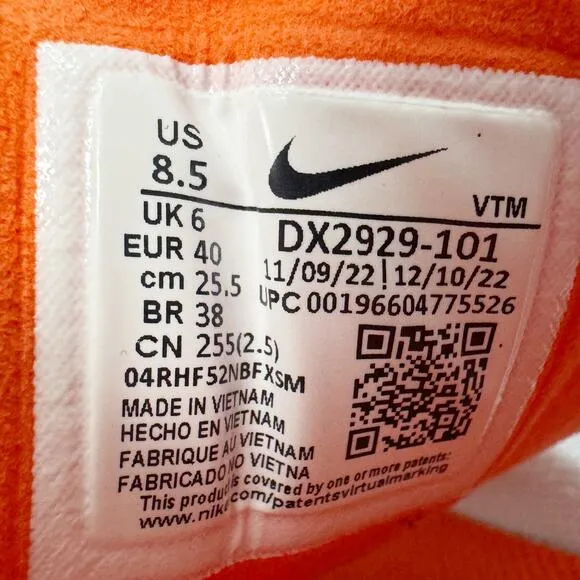 US
8.5
VTM
UK 6
EUR 40
cm 25.5
BR 38
CN 255(2.5)
DX2929-101
11/09/22 12/10/22
UPC 00196604775526
04RHF52NBFXSM
MADE IN VIETNAM
HECHO EN VIETNAM
FABRIQUE AU VIETNAM
FABRICADO NO VIETNA
This product is covered by one or more patents:
www.nike.com/patentsvirtualmarking